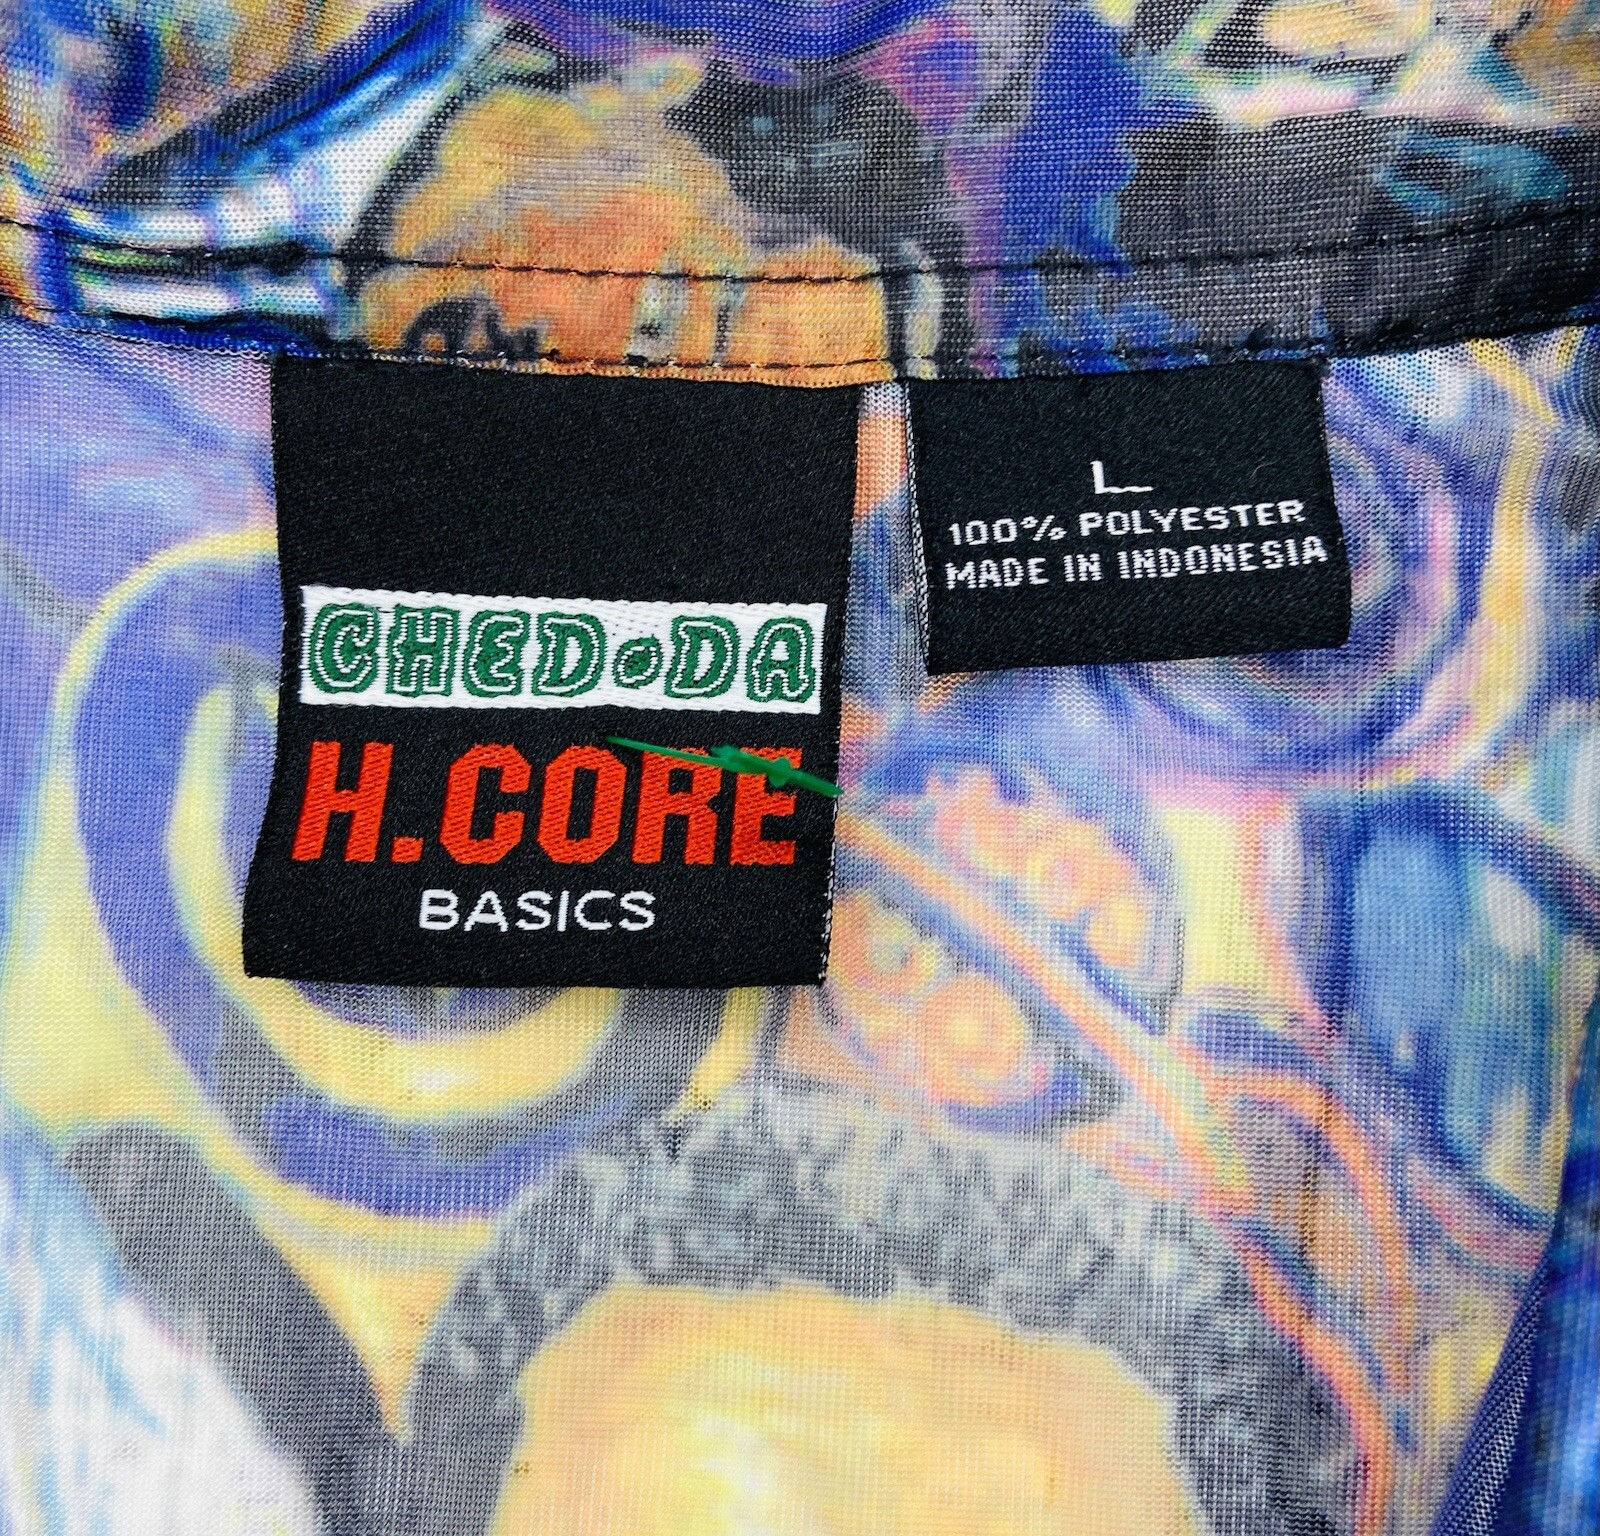 CHED•DA
H.CORE
BASICS
L
100% POLYESTER
MADE IN INDONESIA